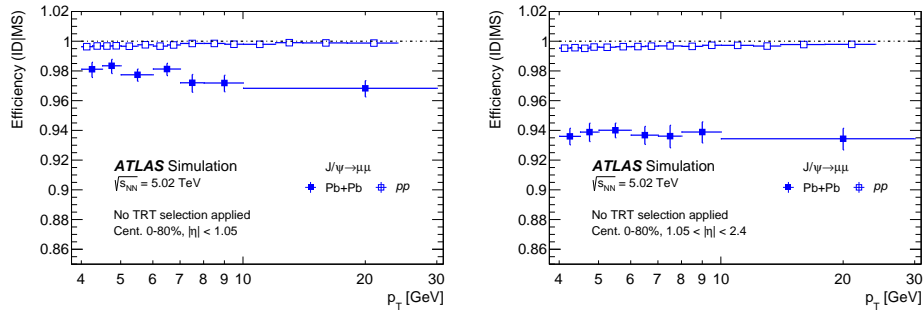 Efficiency (ID|MS)
1.02
1
0.98
0.96
0.94
0.92
0.9
0.88
0.86
ATLAS Simulation
√s_NN = 5.02 TeV
J/ψ→μμ
Pb+Pb
pp
No TRT selection applied
Cent. 0-80%, |η| < 1.05
4 5 6 7 8 9 10 20 30
p_T [GeV]
Efficiency (ID|MS)
1.02
1
0.98
0.96
0.94
0.92
0.9
0.88
0.86
ATLAS Simulation
√s_NN = 5.02 TeV
J/ψ→μμ
Pb+Pb
pp
No TRT selection applied
Cent. 0-80%, 1.05 < |η| < 2.4
4 5 6 7 8 9 10 20 30
p_T [GeV]